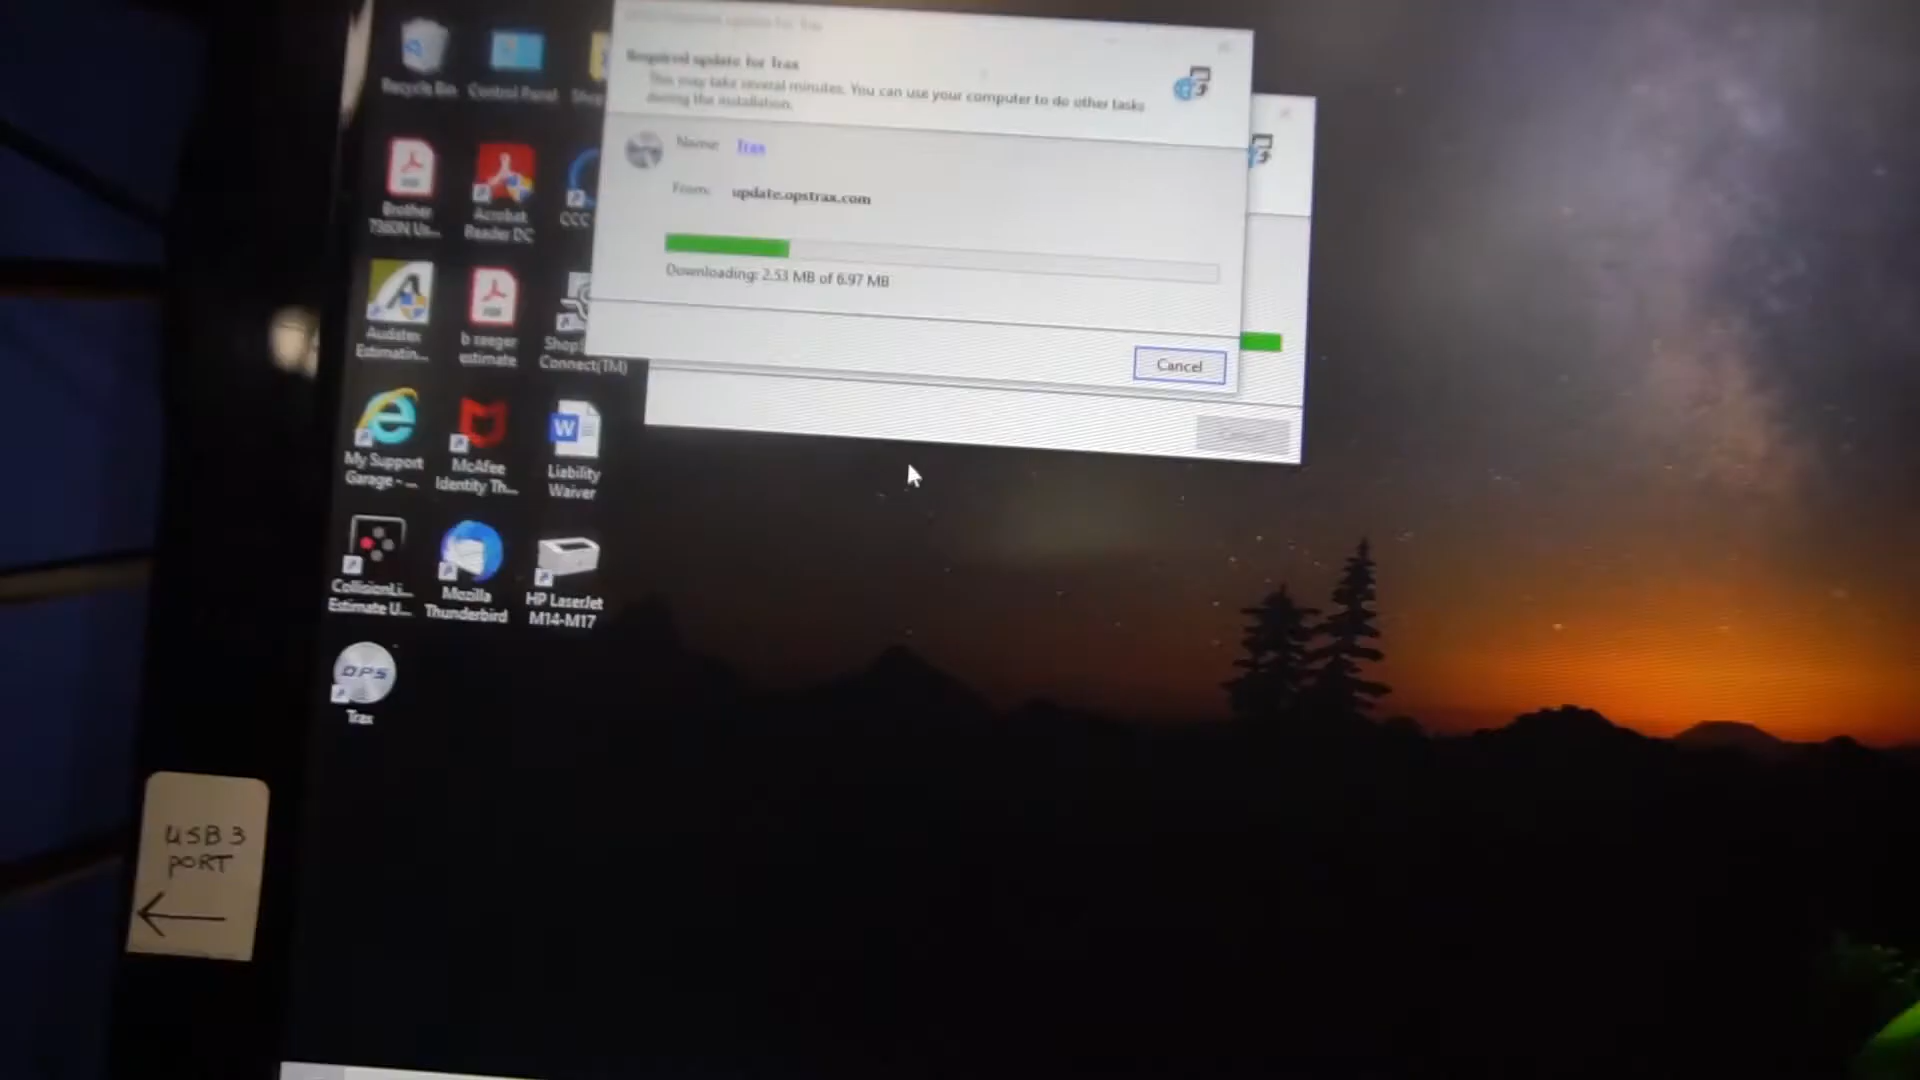 Required update for Trax
This may take several minutes. You can use your computer to do other tasks
during the installation.
Name: Trax
From: update.opstrax.com
Downloading: 2.53 MB of 6.97 MB
Cancel
Recycle Bin
Control Panel
Shop
Brother
Acrobat
Reader DC
CCC
Audatex
Estimatin...
b seeger
estimate
Shop
Connect(TM)
My Support
Garage - ...
McAfee
Identity Th...
W
Liability
Waiver
CollisionLi...
Estimate U...
Mozilla
Thunderbird
HP LaserJet
M14-M17
OPS
Trax
USB 3
PORT